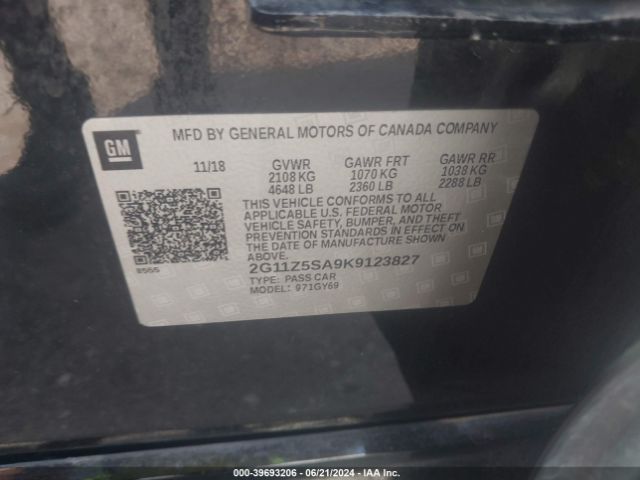 GM
MFD BY GENERAL MOTORS OF CANADA COMPANY
11/18 GVWR GAWR FRT GAWR RR
2108 KG 1070 KG 1038 KG
4648 LB 2360 LB 2288 LB
THIS VEHICLE CONFORMS TO ALL
APPLICABLE U.S. FEDERAL MOTOR
VEHICLE SAFETY, BUMPER, AND THEFT
PREVENTION STANDARDS IN EFFECT ON
THE DATE OF MANUFACTURE SHOWN
ABOVE.
2G11Z5SA9K9123827
TYPE: PASS CAR
MODEL: 971GY69
000-39693206 - 06/21/2024 - IAA Inc.